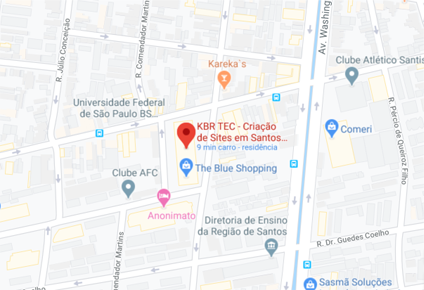 R. Júlio Conceição
R. Comendador Martins
Av. Washing
Kareka`s
Clube Atlético Santis
Universidade Federal
de São Paulo BS...
KBR TEC - Criação
de Sites em Santos...
9 min carro - residência
Comeri
R. Pércio de Queiroz Filho
The Blue Shopping
Clube AFC
Anonimato
Diretoria de Ensino
da Região de Santos
R. Dr. Guedes Coelho
omendador Martins
Sasmã Soluções